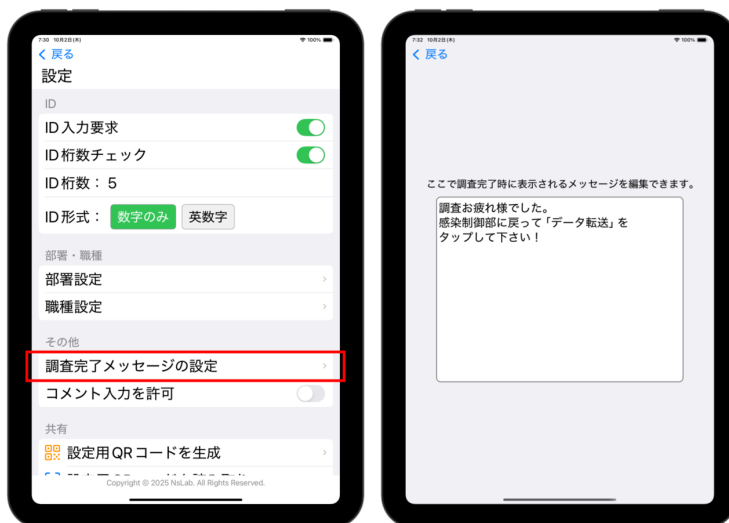 7:30 10月2日(木)
100%
戻る
設定
ID
ID入力要求
ID桁数チェック
ID桁数： 5
ID形式： 数字のみ 英数字
部署・職種
部署設定
職種設定
その他
調査完了メッセージの設定
コメント入力を許可
共有
設定用QRコードを生成
Copyright © 2025 NsLab. All Rights Reserved.
7:32 10月2日(木)
100%
戻る
ここで調査完了時に表示されるメッセージを編集できます。
調査お疲れ様でした。
感染制御部に戻って「データ転送」を
タップして下さい！